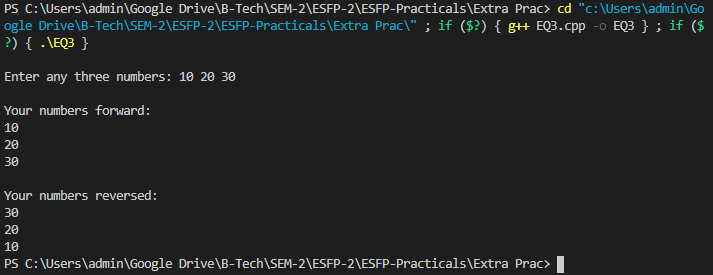 PS C:\Users\admin\Google Drive\B-Tech\SEM-2\ESFP-2\ESFP-Practicals\Extra Prac> cd "c:\Users\admin\Go
ogle Drive\B-Tech\SEM-2\ESFP-2\ESFP-Practicals\Extra Prac\" ; if ($?) { g++ EQ3.cpp -o EQ3 } ; if ($
?) { .\EQ3 }
Enter any three numbers: 10 20 30
Your numbers forward:
10
20
30
Your numbers reversed:
30
20
10
PS C:\Users\admin\Google Drive\B-Tech\SEM-2\ESFP-2\ESFP-Practicals\Extra Prac>